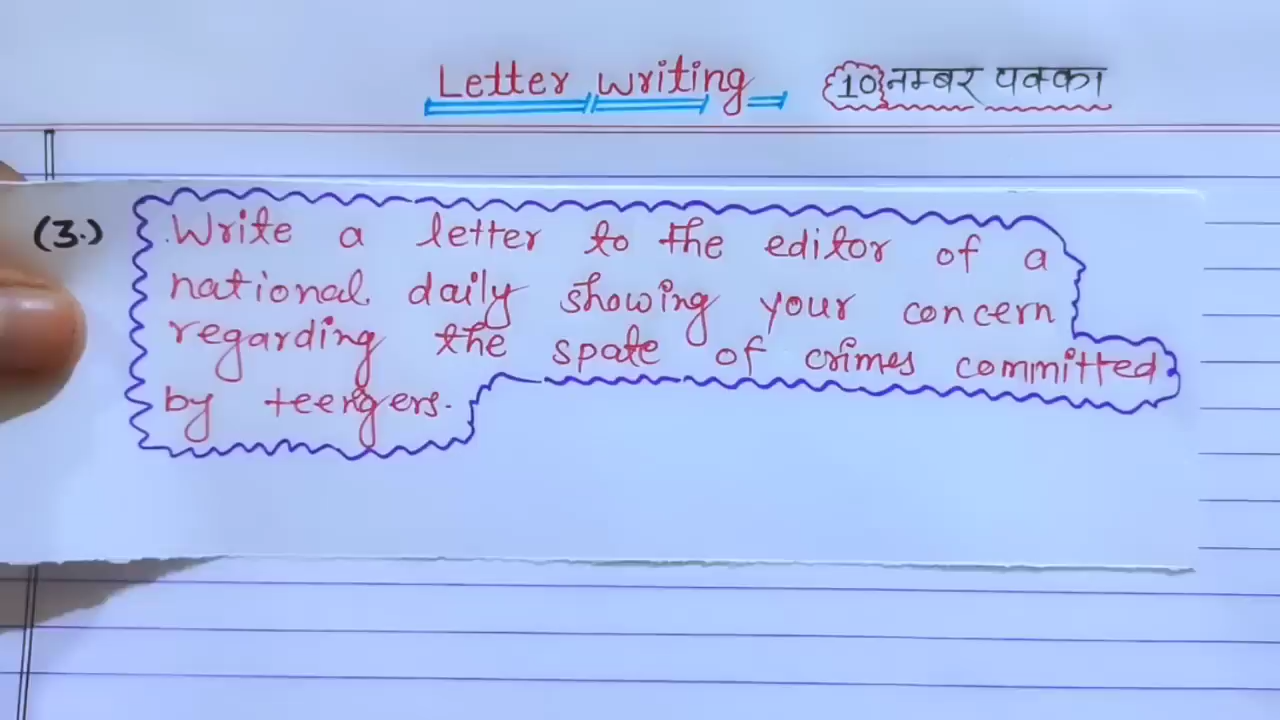 Letter writing 10 नम्बर पक्का
(3.) Write a letter to the editor of a
national daily showing your concern
regarding the spate of crimes committed
by teengers.